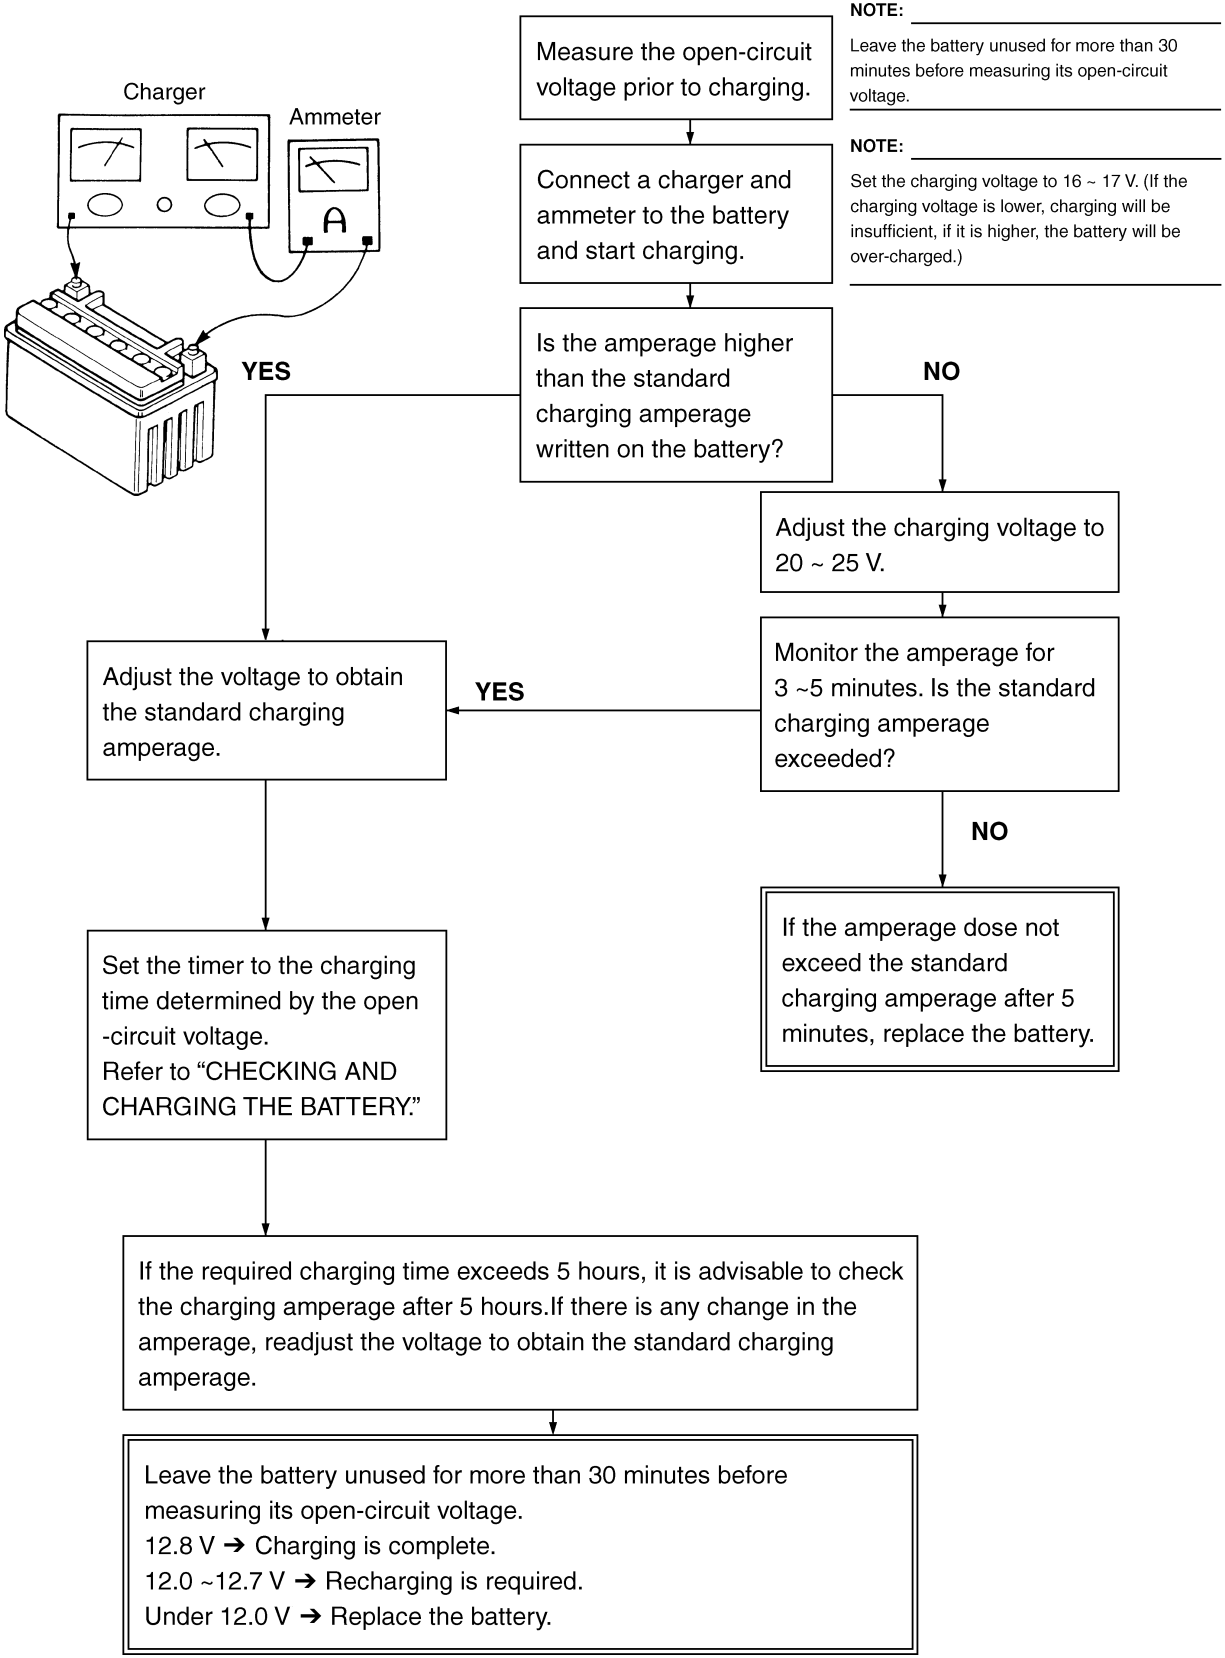 Charger
Ammeter
A
Measure the open-circuit
voltage prior to charging.
NOTE:
Leave the battery unused for more than 30
minutes before measuring its open-circuit
voltage.
Connect a charger and
ammeter to the battery
and start charging.
NOTE:
Set the charging voltage to 16 ~ 17 V. (If the
charging voltage is lower, charging will be
insufficient, if it is higher, the battery will be
over-charged.)
Is the amperage higher
than the standard
charging amperage
written on the battery?
YES
NO
Adjust the charging voltage to
20 ~ 25 V.
Monitor the amperage for
3 ~5 minutes. Is the standard
charging amperage
exceeded?
YES
Adjust the voltage to obtain
the standard charging
amperage.
NO
If the amperage dose not
exceed the standard
charging amperage after 5
minutes, replace the battery.
Set the timer to the charging
time determined by the open
-circuit voltage.
Refer to “CHECKING AND
CHARGING THE BATTERY.”
If the required charging time exceeds 5 hours, it is advisable to check
the charging amperage after 5 hours.If there is any change in the
amperage, readjust the voltage to obtain the standard charging
amperage.
Leave the battery unused for more than 30 minutes before
measuring its open-circuit voltage.
12.8 V ➔ Charging is complete.
12.0 ~12.7 V ➔ Recharging is required.
Under 12.0 V ➔ Replace the battery.